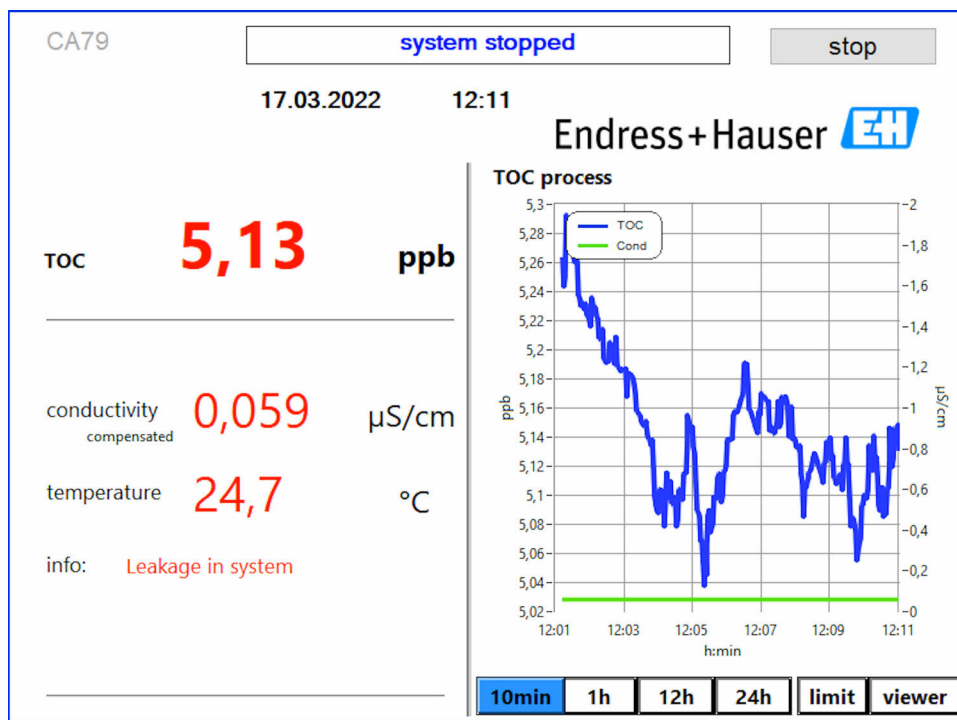 CA79
system stopped
stop
17.03.2022 12:11
Endress+Hauser EH
TOC 5,13 ppb
conductivity compensated 0,059 µS/cm
temperature 24,7 °C
info: Leakage in system
TOC process
TOC
Cond
5,3
5,28
5,26
5,24
5,22
5,2
5,18
5,16
5,14
5,12
5,1
5,08
5,06
5,04
5,02
ppb
2
1,8
1,6
1,4
1,2
1
0,8
0,6
0,4
0,2
0
µS/cm
12:01 12:03 12:05 12:07 12:09 12:11
h:min
10min 1h 12h 24h limit viewer